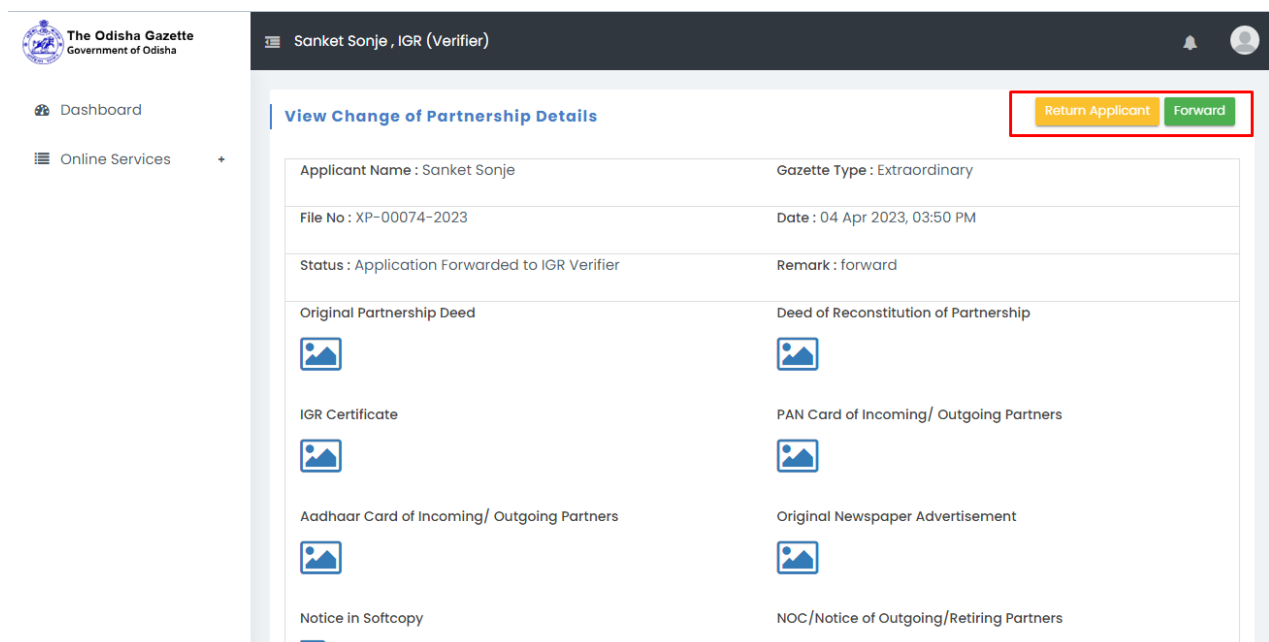 The Odisha Gazette
Government of Odisha
Sanket Sonje , IGR (Verifier)
Dashboard
Online Services +
View Change of Partnership Details
Return Applicant Forward
Applicant Name : Sanket Sonje Gazette Type : Extraordinary
File No : XP-00074-2023 Date : 04 Apr 2023, 03:50 PM
Status : Application Forwarded to IGR Verifier Remark : forward
Original Partnership Deed Deed of Reconstitution of Partnership
IGR Certificate PAN Card of Incoming/ Outgoing Partners
Aadhaar Card of Incoming/ Outgoing Partners Original Newspaper Advertisement
Notice in Softcopy NOC/Notice of Outgoing/Retiring Partners